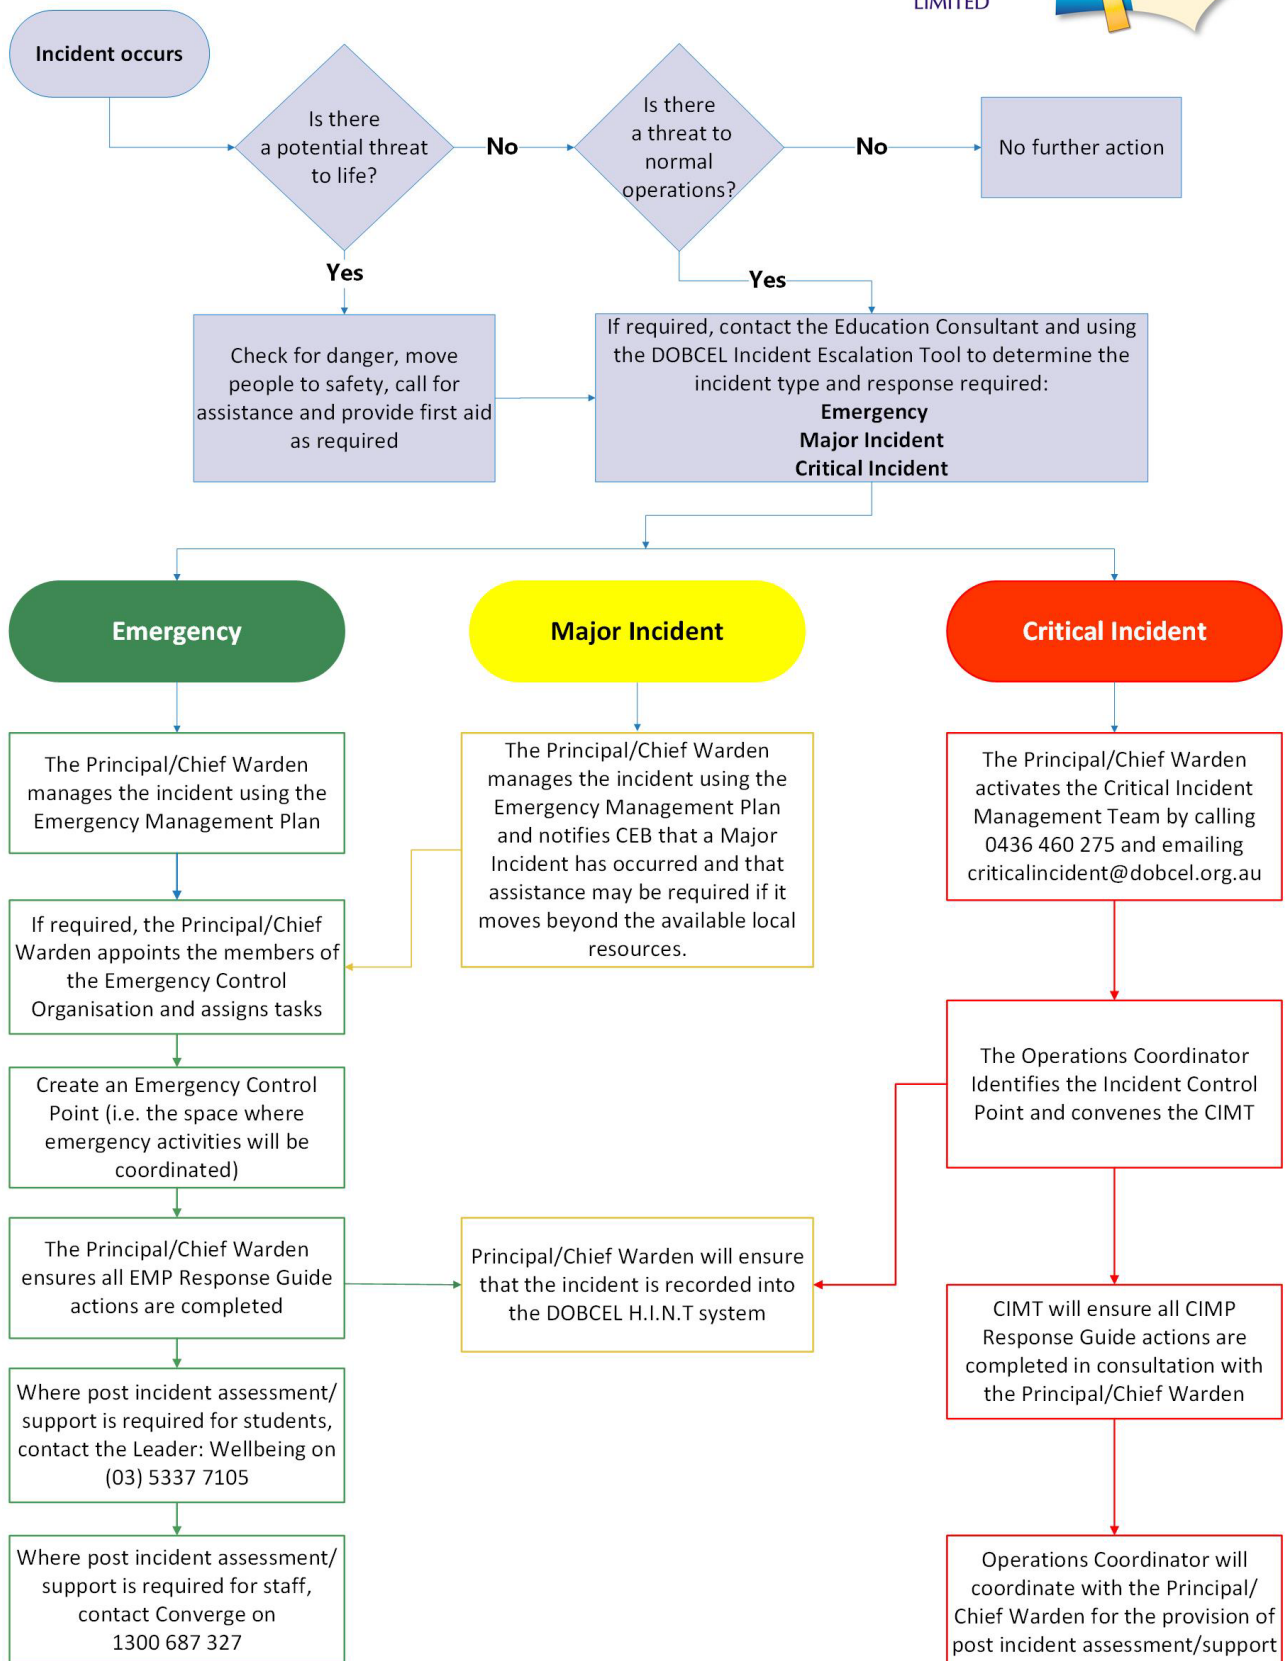 LIMITED
Incident occurs
Is there
a potential threat
to life?
No
Is there
a threat to
normal
operations?
No
No further action
Yes
Yes
Check for danger, move
people to safety, call for
assistance and provide first aid
as required
If required, contact the Education Consultant and using
the DOBCEL Incident Escalation Tool to determine the
incident type and response required:
Emergency
Major Incident
Critical Incident
Emergency
Major Incident
Critical Incident
The Principal/Chief Warden
manages the incident using the
Emergency Management Plan
If required, the Principal/Chief
Warden appoints the members of
the Emergency Control
Organisation and assigns tasks
Create an Emergency Control
Point (i.e. the space where
emergency activities will be
coordinated)
The Principal/Chief Warden
ensures all EMP Response Guide
actions are completed
Where post incident assessment/
support is required for students,
contact the Leader: Wellbeing on
(03) 5337 7105
Where post incident assessment/
support is required for staff,
contact Converge on
1300 687 327
The Principal/Chief Warden
manages the incident using the
Emergency Management Plan
and notifies CEB that a Major
Incident has occurred and that
assistance may be required if it
moves beyond the available local
resources.
Principal/Chief Warden will ensure
that the incident is recorded into
the DOBCEL H.I.N.T system
The Principal/Chief Warden
activates the Critical Incident
Management Team by calling
0436 460 275 and emailing
criticalincident@dobcel.org.au
The Operations Coordinator
Identifies the Incident Control
Point and convenes the CIMT
CIMT will ensure all CIMP
Response Guide actions are
completed in consultation with
the Principal/Chief Warden
Operations Coordinator will
coordinate with the Principal/
Chief Warden for the provision of
post incident assessment/support